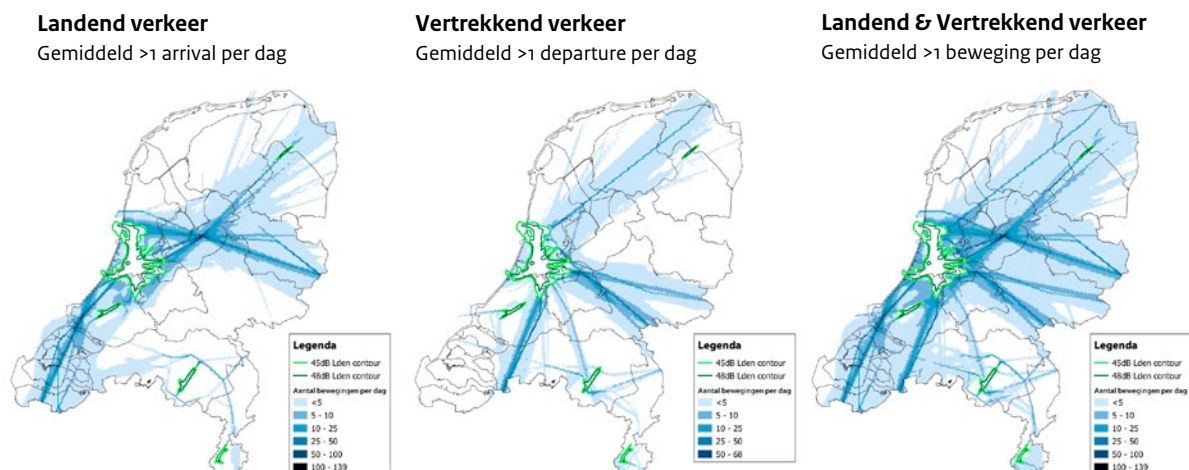 Landend verkeer
Gemiddeld >1 arrival per dag
Legenda
45dB Lden contour
48dB Lden contour
Aantal bewegingen per dag
<5
5 - 10
10 - 25
25 - 50
50 - 100
100 - 139
Vertrekkend verkeer
Gemiddeld >1 departure per dag
Legenda
45dB Lden contour
48dB Lden contour
Aantal bewegingen per dag
<5
5 - 10
10 - 25
25 - 50
50 - 68
Landend & Vertrekkend verkeer
Gemiddeld >1 beweging per dag
Legenda
45dB Lden contour
48dB Lden contour
Aantal bewegingen per dag
<5
5 - 10
10 - 25
25 - 50
50 - 100
100 - 139